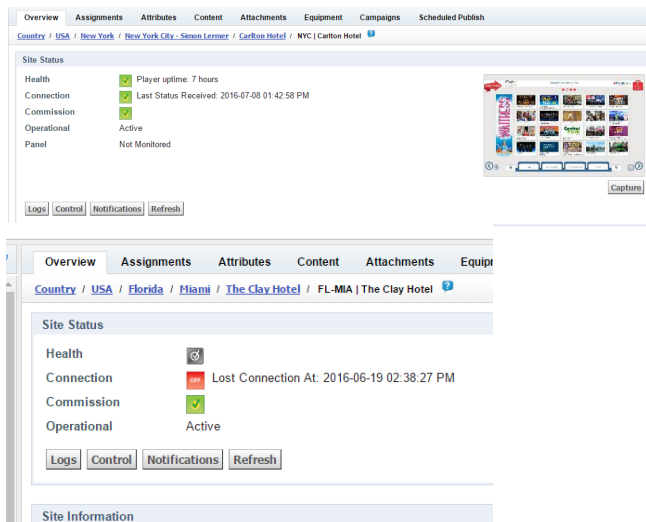 Overview Assignments Attributes Content Attachments Equipment Campaigns Scheduled Publish
Country / USA / New York / New York City - Simon Lermer / Carlton Hotel / NYC | Carlton Hotel ?
Site Status
Health Player uptime: 7 hours
Connection Last Status Received: 2016-07-08 01:42:58 PM
Commission
Operational Active
Panel Not Monitored
Capture
Logs Control Notifications Refresh
Overview Assignments Attributes Content Attachments Equip
Country / USA / Florida / Miami / The Clay Hotel / FL-MIA | The Clay Hotel ?
Site Status
Health
Connection OFF Lost Connection At: 2016-06-19 02:38:27 PM
Commission
Operational Active
Logs Control Notifications Refresh
Site Information